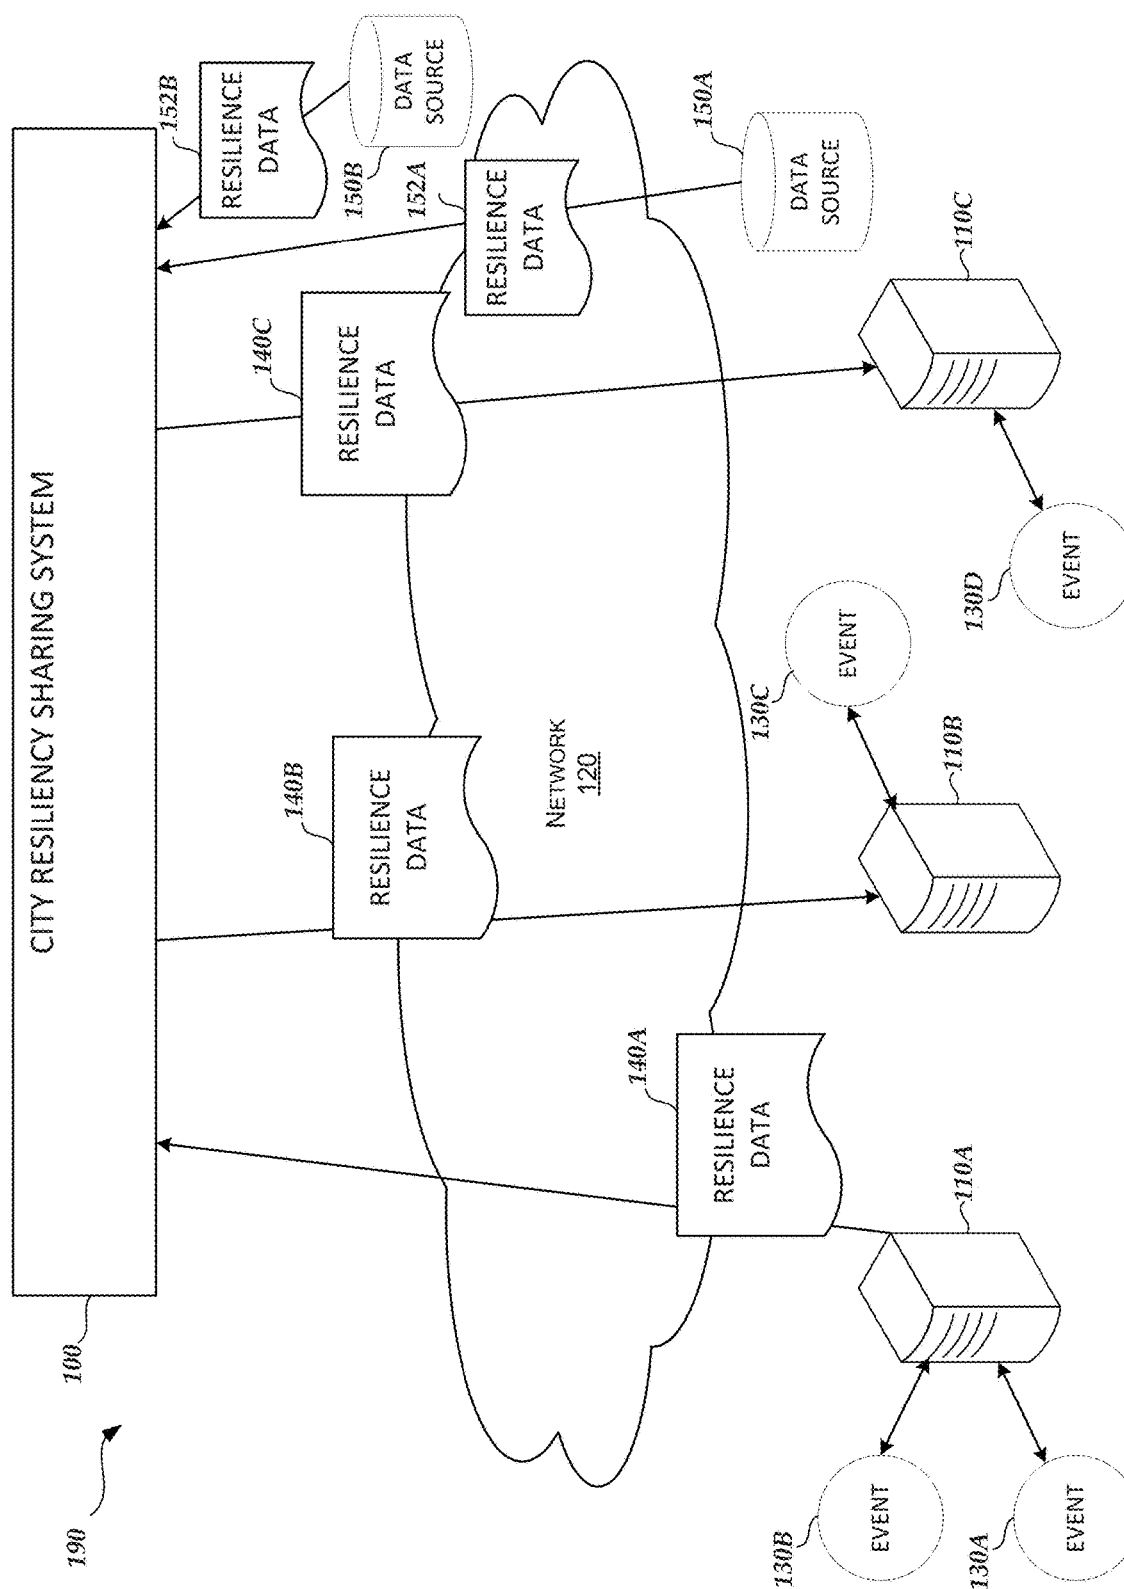 190
100
CITY RESILIENCY SHARING SYSTEM
152B
RESILIENCE
DATA
150B
DATA
SOURCE
140C
RESILIENCE
DATA
152A
RESILIENCE
DATA
140B
RESILIENCE
DATA
NETWORK
120
140A
RESILIENCE
DATA
150A
DATA
SOURCE
130B
EVENT
130A
EVENT
110A
110B
130C
EVENT
130D
EVENT
110C